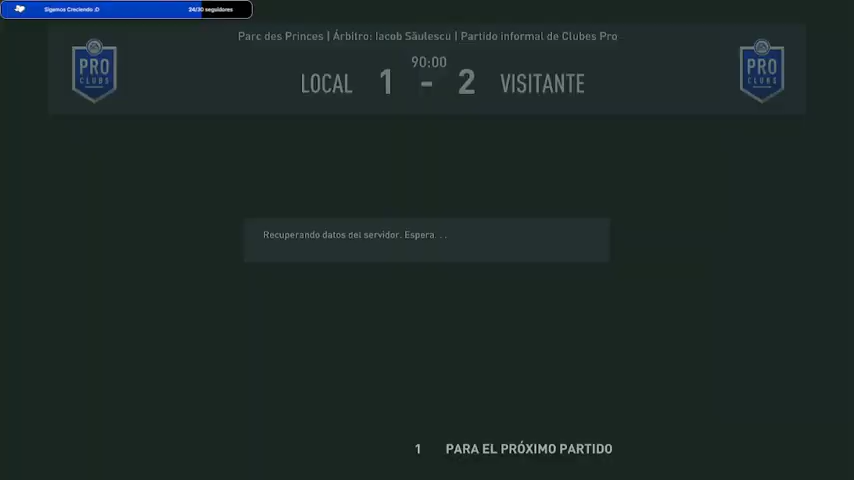 Sigamos Creciendo :D 24/30 seguidores
Parc des Princes | Árbitro: Iacob Săulescu | Partido informal de Clubes Pro
90:00
LOCAL 1 - 2 VISITANTE
PRO
CLUBS
PRO
CLUBS
Recuperando datos del servidor. Espera . . .
1 PARA EL PRÓXIMO PARTIDO